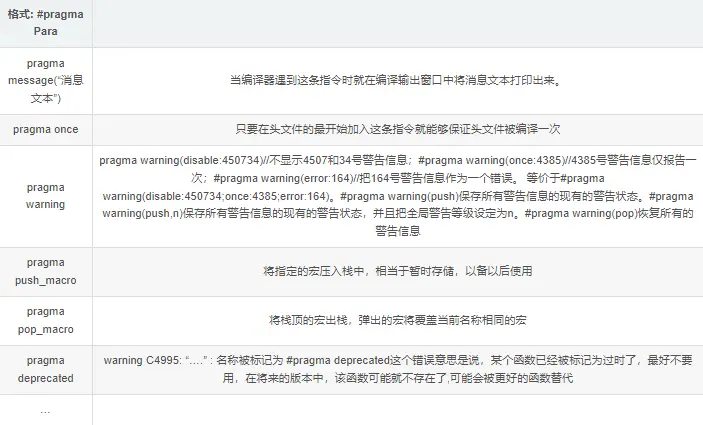 格式: #pragma
Para
pragma
message(“消息
文本”)
当编译器遇到这条指令时就在编译输出窗口中将消息文本打印出来。
pragma once
只要在头文件的最开始加入这条指令就能够保证头文件被编译一次
pragma
warning
pragma warning(disable:450734)//不显示4507和34号警告信息；#pragma warning(once:4385)//4385号警告信息仅报告一
次；#pragma warning(error:164)//把164号警告信息作为一个错误。 等价于#pragma
warning(disable:450734;once:4385;error:164)。#pragma warning(push)保存所有警告信息的现有的警告状态。#pragma
warning(push,n)保存所有警告信息的现有的警告状态，并且把全局警告等级设定为n。#pragma warning(pop)恢复所有的
警告信息
pragma
push_macro
将指定的宏压入栈中，相当于暂时存储，以备以后使用
pragma
pop_macro
将栈顶的宏出栈，弹出的宏将覆盖当前名称相同的宏
pragma
deprecated
warning C4995: “….” : 名称被标记为 #pragma deprecated这个错误意思是说，某个函数已经被标记为过时了，最好不要
用，在将来的版本中，该函数可能就不存在了,可能会被更好的函数替代
…